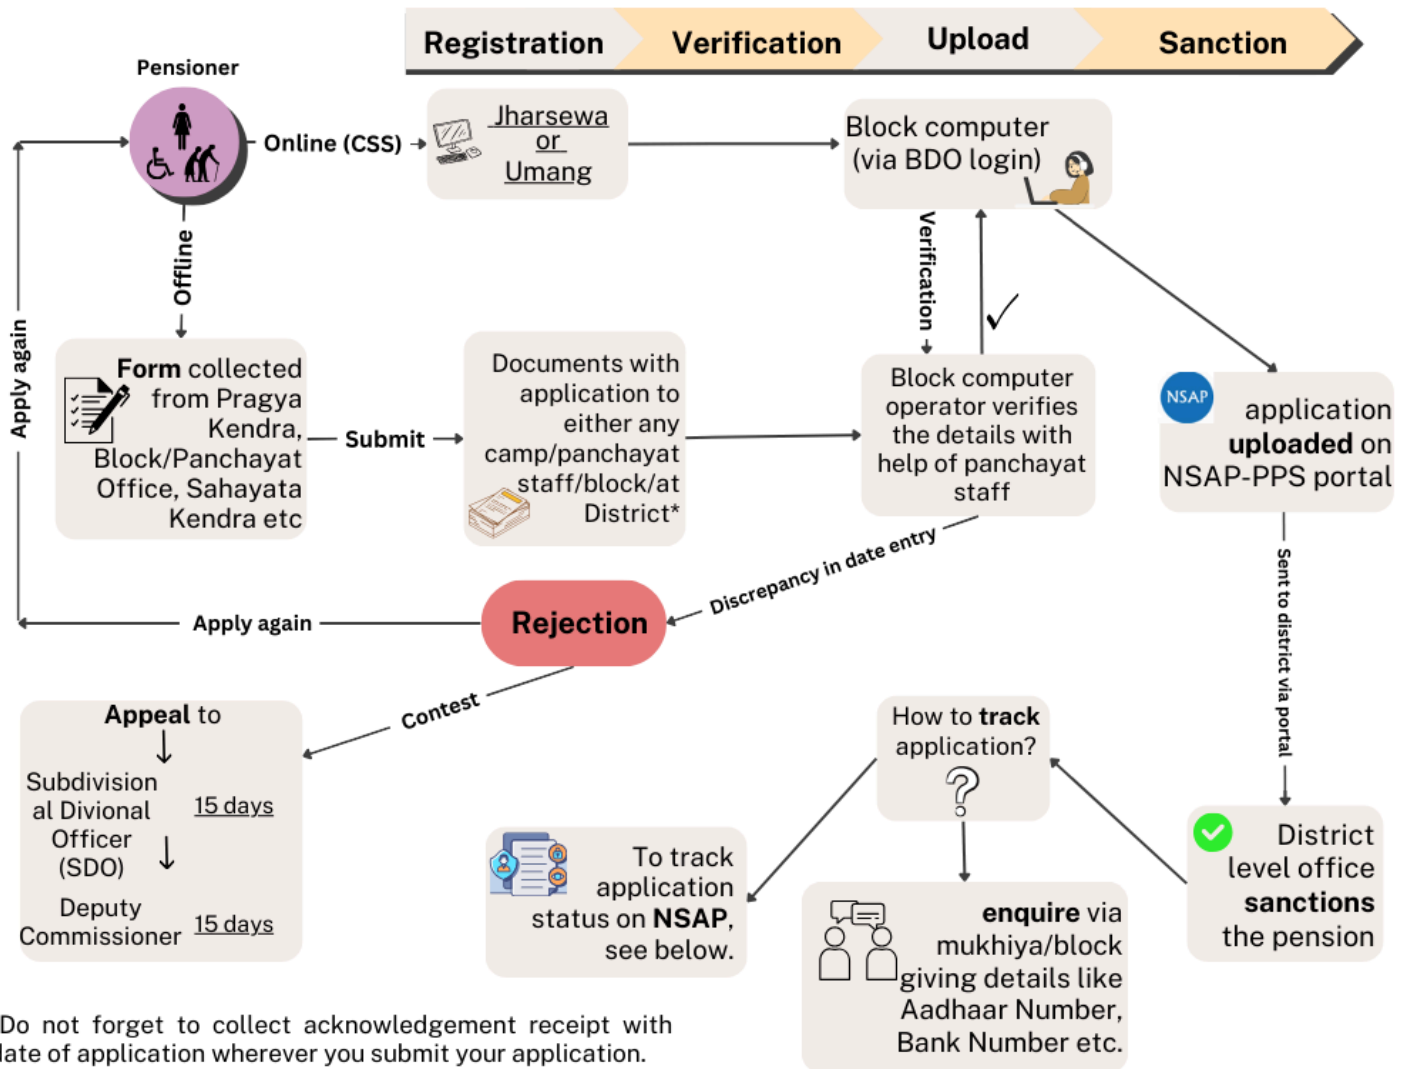 Registration
Verification
Upload
Sanction
Pensioner
Online (CSS)
Jharsewa
or
Umang
Block computer
(via BDO login)
Offline
Verification
Apply again
Form collected
from Pragya
Kendra,
Block/Panchayat
Office, Sahayata
Kendra etc
Submit
Documents with
application to
either any
camp/panchayat
staff/block/at
District*
Block computer
operator verifies
the details with
help of panchayat
staff
NSAP
application
uploaded on
NSAP-PPS portal
Discrepancy in date entry
Sent to district via portal
Rejection
Apply again
Contest
Appeal to
Subdivision
al Divional
Officer
(SDO)
15 days
Deputy
Commissioner
15 days
How to track
application?
?
To track
application
status on NSAP,
see below.
enquire via
mukhiya/block
giving details like
Aadhaar Number,
Bank Number etc.
District
level office
sanctions
the pension
Do not forget to collect acknowledgement receipt with
date of application wherever you submit your application.